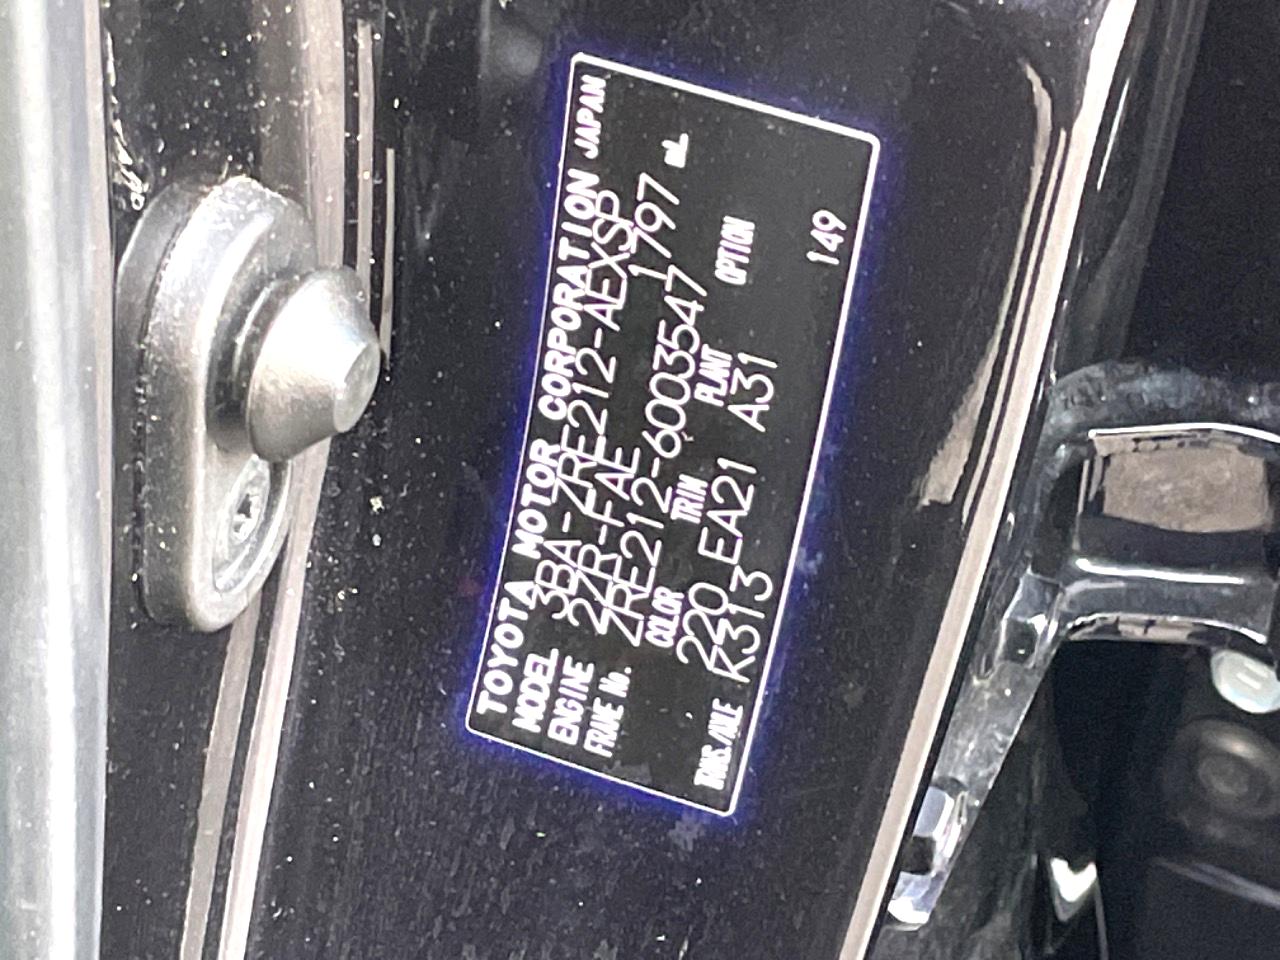 TOYOTA MOTOR CORPORATION JAPAN
MODEL 3BA-ZRE212-AEXSP
ENGINE 2ZR-FAE 1797 mL
FRAME No. ZRE212-6003547
COLOR TRIM PLANT OPTION
220 EA21 A31
TRANS./AXLE K313 149